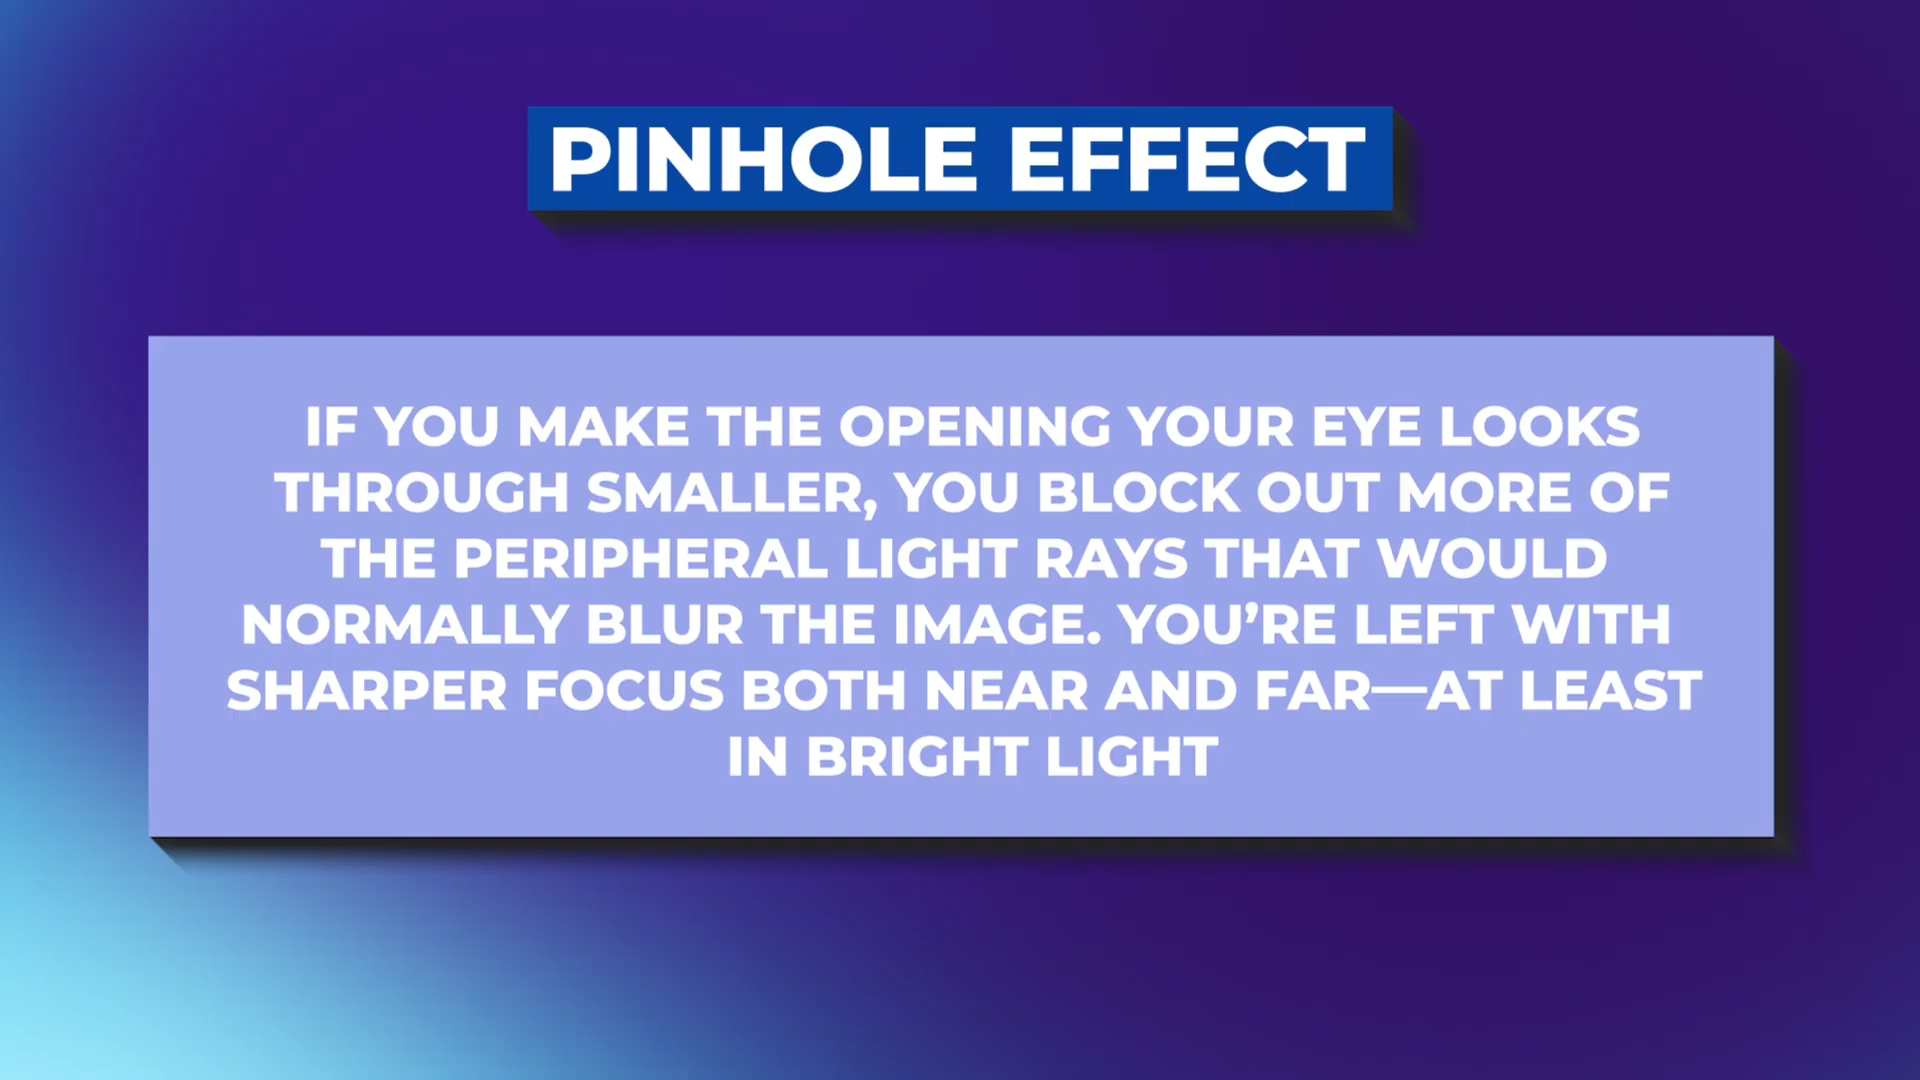 PINHOLE EFFECT
IF YOU MAKE THE OPENING YOUR EYE LOOKS
THROUGH SMALLER, YOU BLOCK OUT MORE OF
THE PERIPHERAL LIGHT RAYS THAT WOULD
NORMALLY BLUR THE IMAGE. YOU’RE LEFT WITH
SHARPER FOCUS BOTH NEAR AND FAR—AT LEAST
IN BRIGHT LIGHT